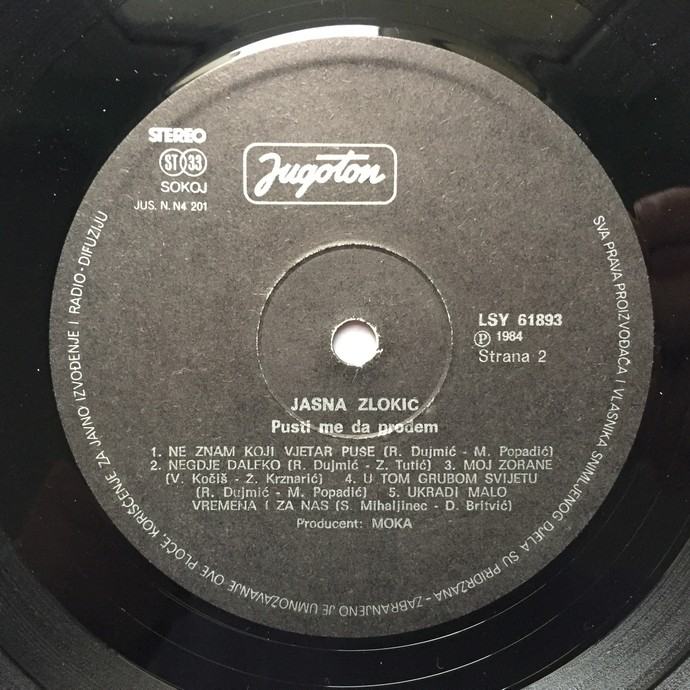 STEREO
ST 33
SOKOJ
JUS. N. N4 201
Jugoton
LSY 61893
Ⓟ 1984
Strana 2
JASNA ZLOKIC
Pusti me da prođem
1. NE ZNAM KOJI VJETAR PUŠE (R. Dujmić - M. Popadić)
2. NEGDJE DALEKO (R. Dujmić - Z. Tutić) 3. MOJ ZORANE
(V. Kočiš - Ž. Krznarić) 4. U TOM GRUBOM SVIJETU
(R. Dujmić - M. Popadić) 5. UKRADI MALO
VREMENA I ZA NAS (S. Mihaljinec - D. Britvić)
Producent: MOKA
SVA PRAVA PROIZVOĐAČA I VLASNIKA SNIMLJENOG DJELA SU PRIDRŽANA - ZABRANJENO JE UMNOŽAVANJE OVE PLOČE, KORIŠĆENJE ZA JAVNO IZVOĐENJE I RADIO-DIFUZIJU